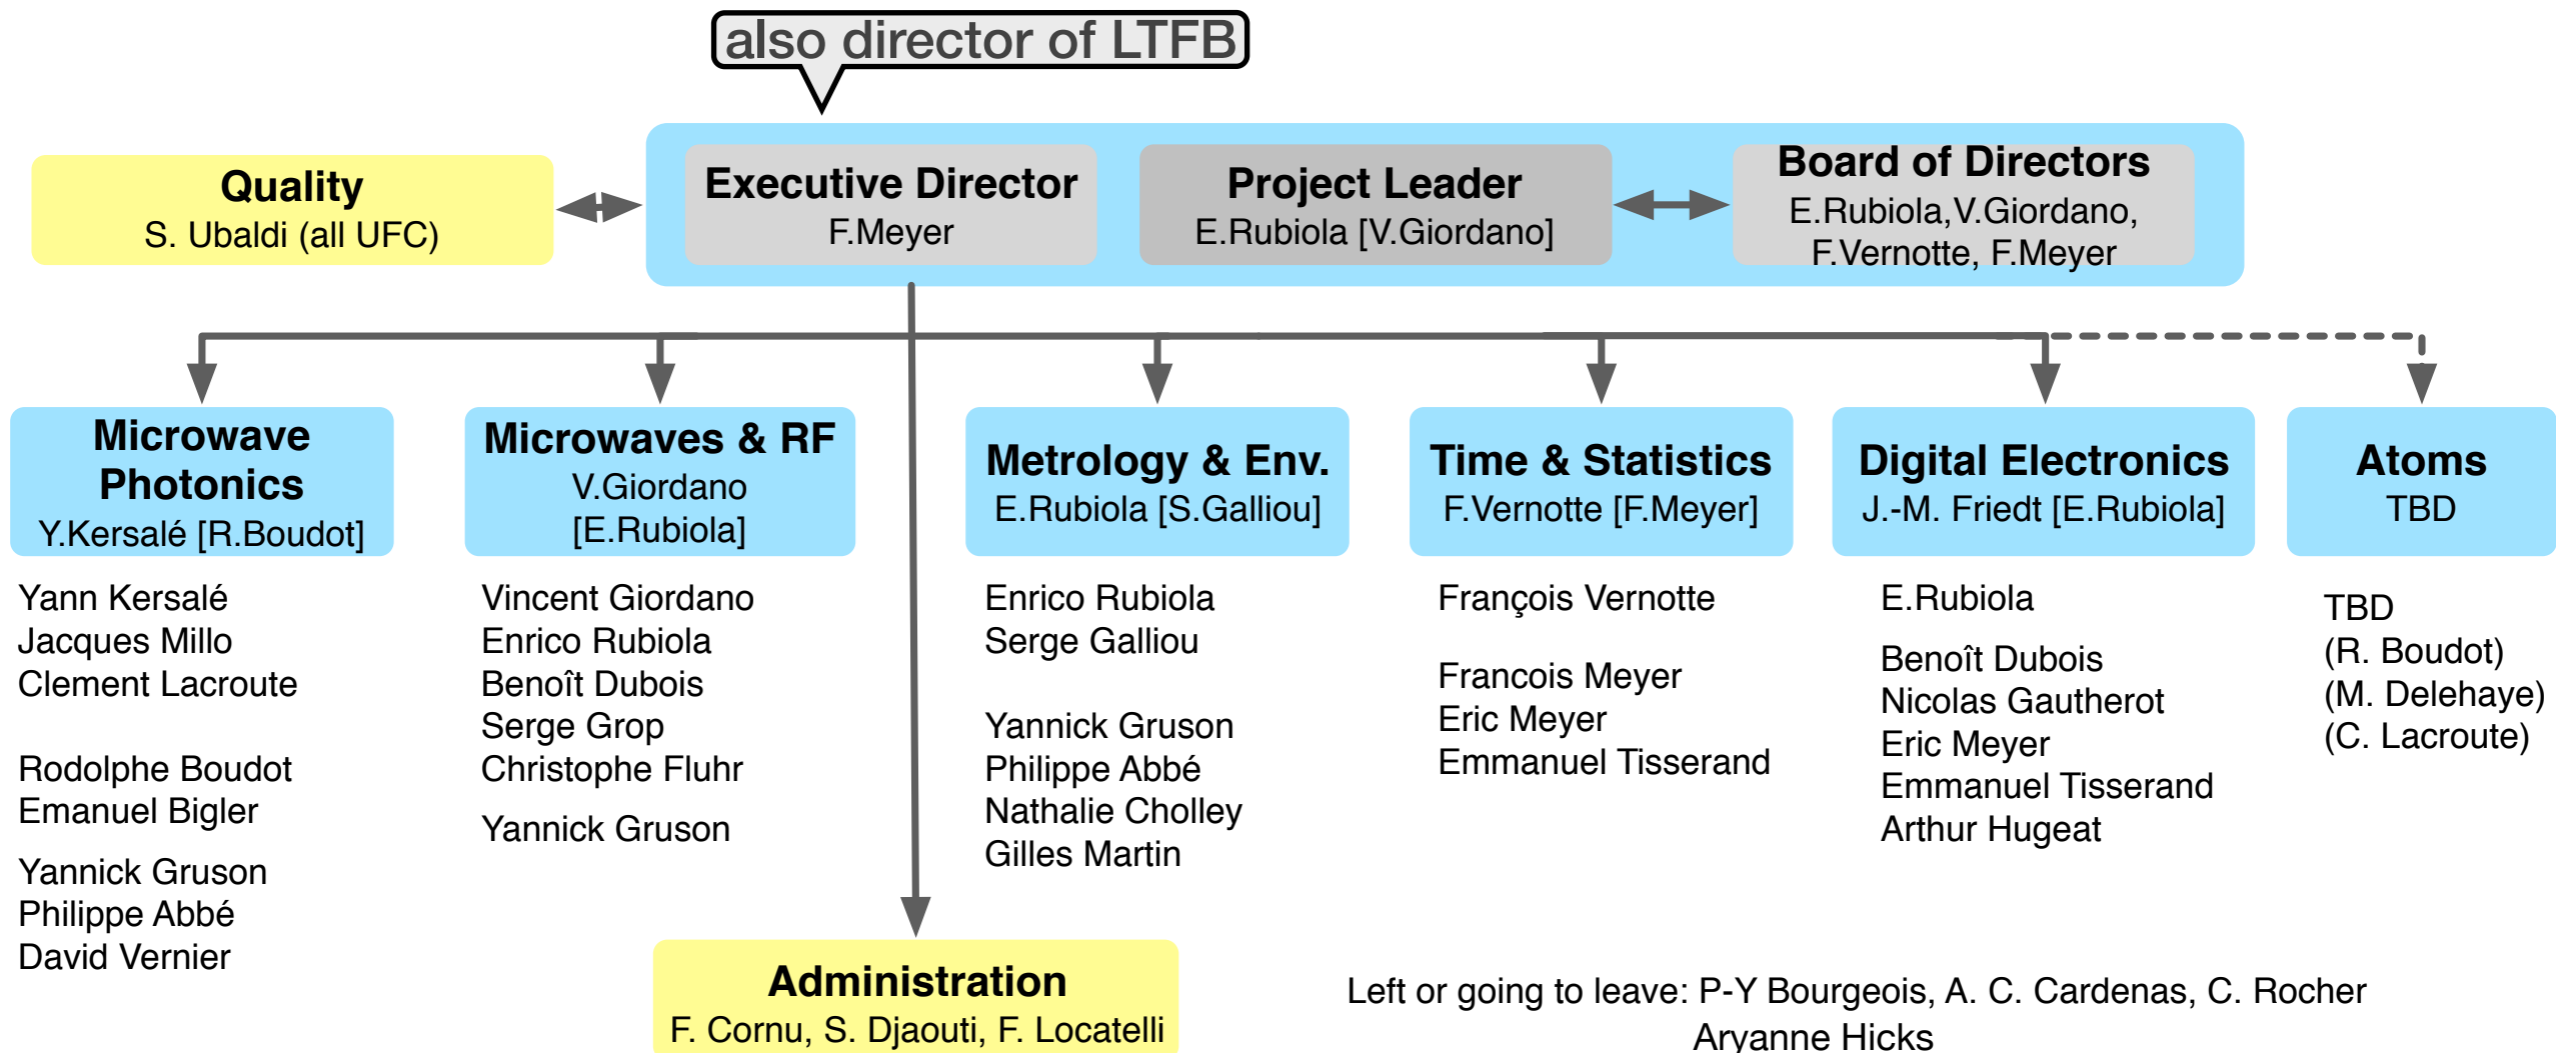 also director of LTFB
Quality
S. Ubaldi (all UFC)
Executive Director
F.Meyer
Project Leader
E.Rubiola [V.Giordano]
Board of Directors
E.Rubiola,V.Giordano,
F.Vernotte, F.Meyer
Microwave
Photonics
Y.Kersalé [R.Boudot]
Yann Kersalé
Jacques Millo
Clement Lacroute
Rodolphe Boudot
Emanuel Bigler
Yannick Gruson
Philippe Abbé
David Vernier
Microwaves & RF
V.Giordano
[E.Rubiola]
Vincent Giordano
Enrico Rubiola
Benoît Dubois
Serge Grop
Christophe Fluhr
Yannick Gruson
Metrology & Env.
E.Rubiola [S.Galliou]
Enrico Rubiola
Serge Galliou
Yannick Gruson
Philippe Abbé
Nathalie Cholley
Gilles Martin
Time & Statistics
F.Vernotte [F.Meyer]
François Vernotte
Francois Meyer
Eric Meyer
Emmanuel Tisserand
Digital Electronics
J.-M. Friedt [E.Rubiola]
E.Rubiola
Benoît Dubois
Nicolas Gautherot
Eric Meyer
Emmanuel Tisserand
Arthur Hugeat
Atoms
TBD
TBD
(R. Boudot)
(M. Delehaye)
(C. Lacroute)
Administration
F. Cornu, S. Djaouti, F. Locatelli
Left or going to leave: P-Y Bourgeois, A. C. Cardenas, C. Rocher
Aryanne Hicks